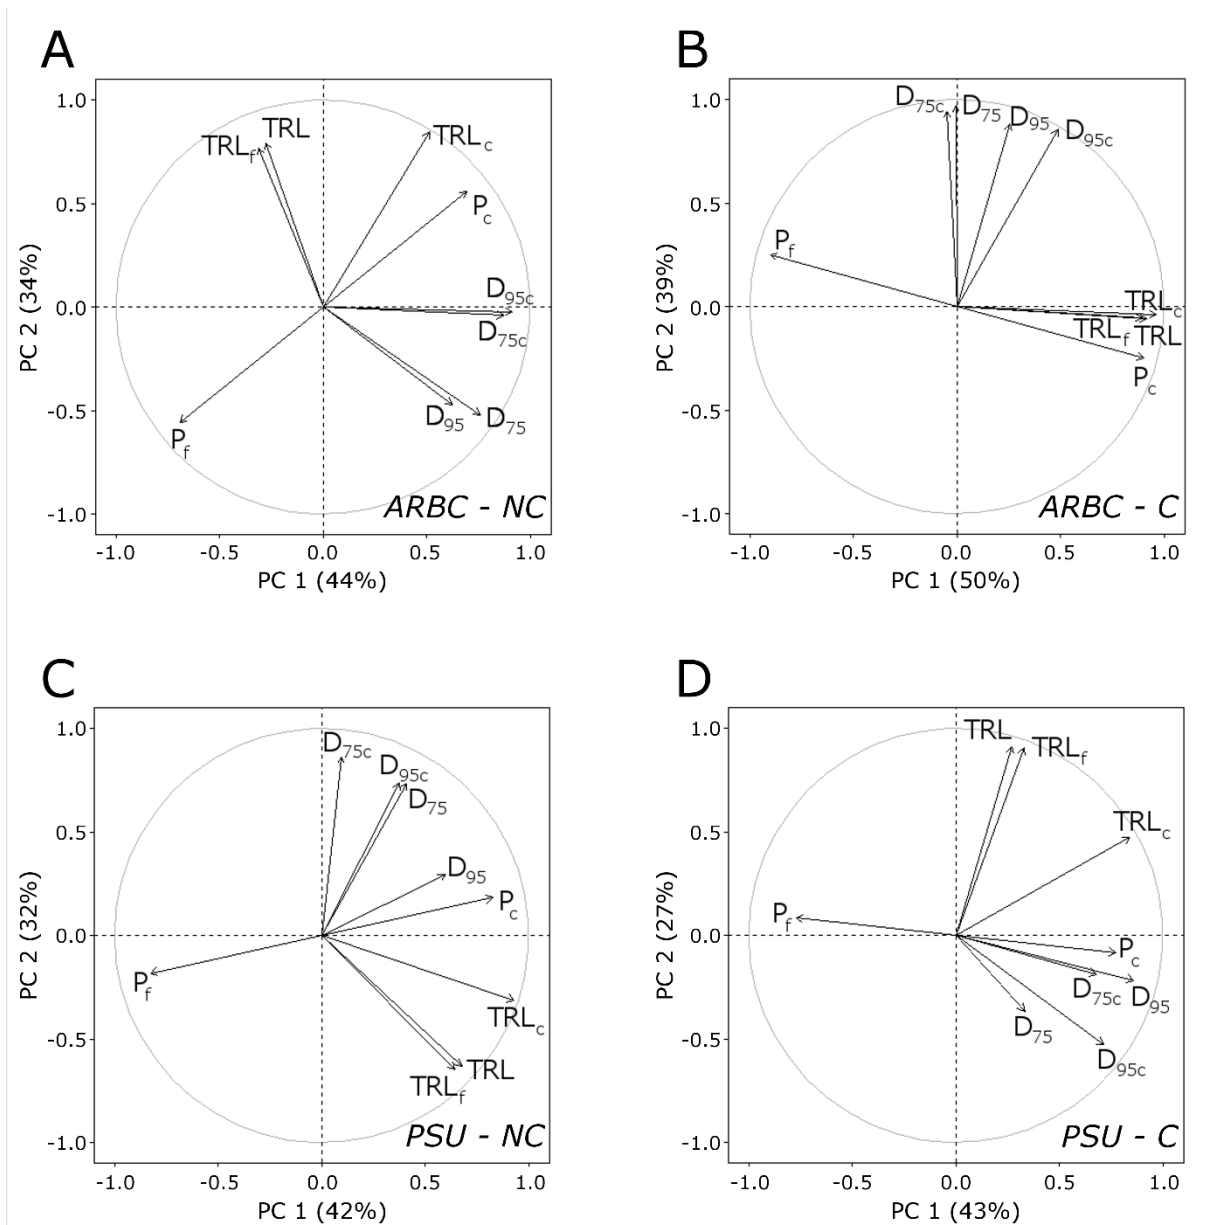 A
1.0
0.5
0.0
-0.5
-1.0
PC 2 (34%)
TRL
TRLf
TRLc
Pc
D95c
D75c
D95
D75
Pf
ARBC - NC
-1.0 -0.5 0.0 0.5 1.0
PC 1 (44%)
B
1.0
0.5
0.0
-0.5
-1.0
PC 2 (39%)
D75c
D75
D95
D95c
Pf
TRLc
TRLf
TRL
Pc
ARBC - C
-1.0 -0.5 0.0 0.5 1.0
PC 1 (50%)
C
1.0
0.5
0.0
-0.5
-1.0
PC 2 (32%)
D75c
D95c
D75
D95
Pc
Pf
TRLc
TRL
TRLf
PSU - NC
-1.0 -0.5 0.0 0.5 1.0
PC 1 (42%)
D
1.0
0.5
0.0
-0.5
-1.0
PC 2 (27%)
TRL
TRLf
TRLc
Pf
Pc
D75c
D95
D75
D95c
PSU - C
-1.0 -0.5 0.0 0.5 1.0
PC 1 (43%)